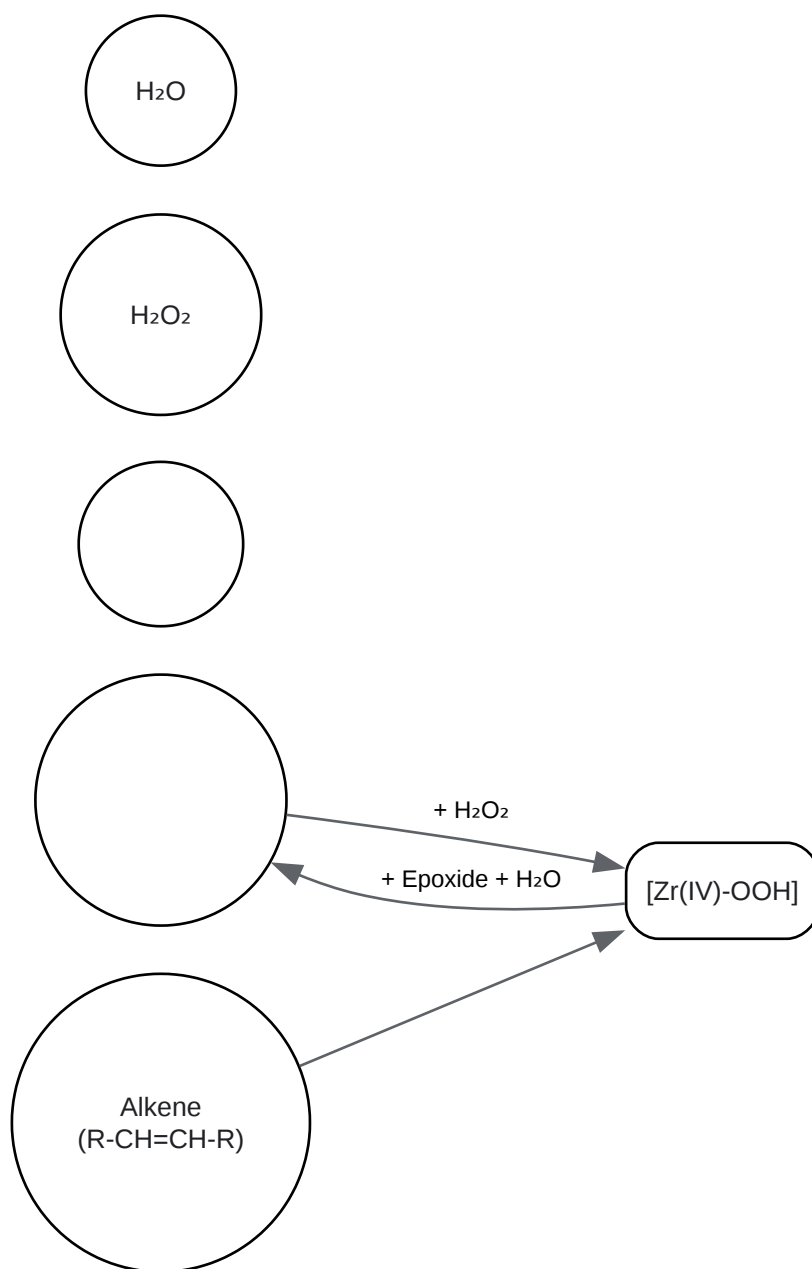 H₂O
H₂O₂
+ H₂O₂
+ Epoxide + H₂O
[Zr(IV)-OOH]
Alkene
(R-CH=CH-R)